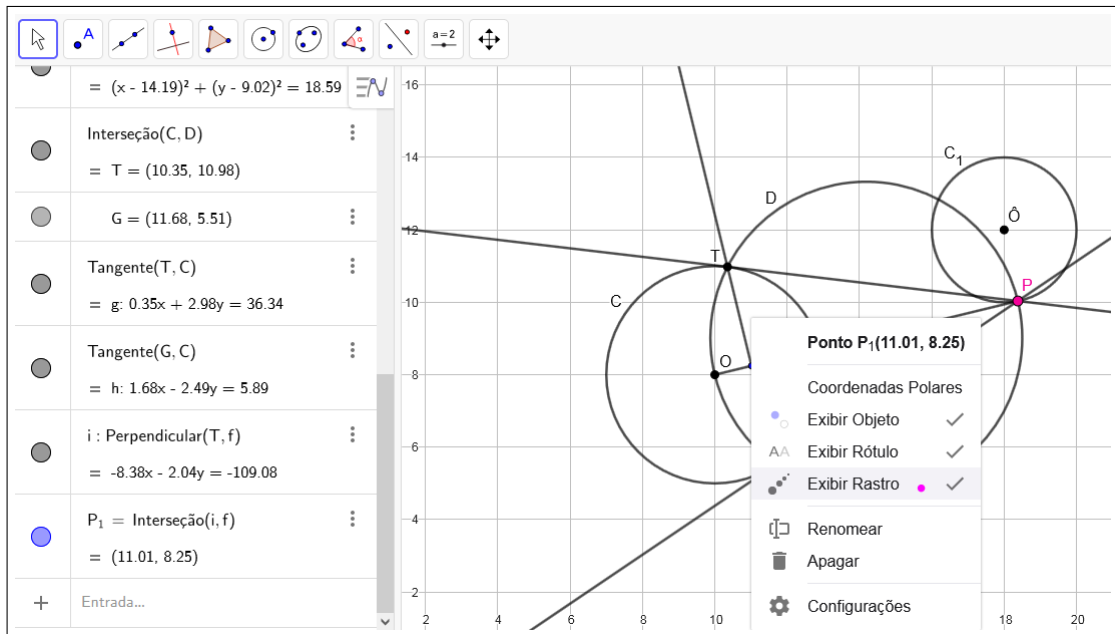 A
a = 2
= (x - 14.19)² + (y - 9.02)² = 18.59
Interseção(C, D)
= T = (10.35, 10.98)
G = (11.68, 5.51)
Tangente(T, C)
= g: 0.35x + 2.98y = 36.34
Tangente(G, C)
= h: 1.68x - 2.49y = 5.89
i : Perpendicular(T, f)
= -8.38x - 2.04y = -109.08
P₁ = Interseção(i, f)
= (11.01, 8.25)
+ Entrada...
16
14
12
10
8
6
4
2
2 4 6 8 10 18 20
C₁
D
Ô
T
P
C
O
Ponto P₁(11.01, 8.25)
Coordenadas Polares
Exibir Objeto
AA Exibir Rótulo
Exibir Rastro
Renomear
Apagar
Configurações